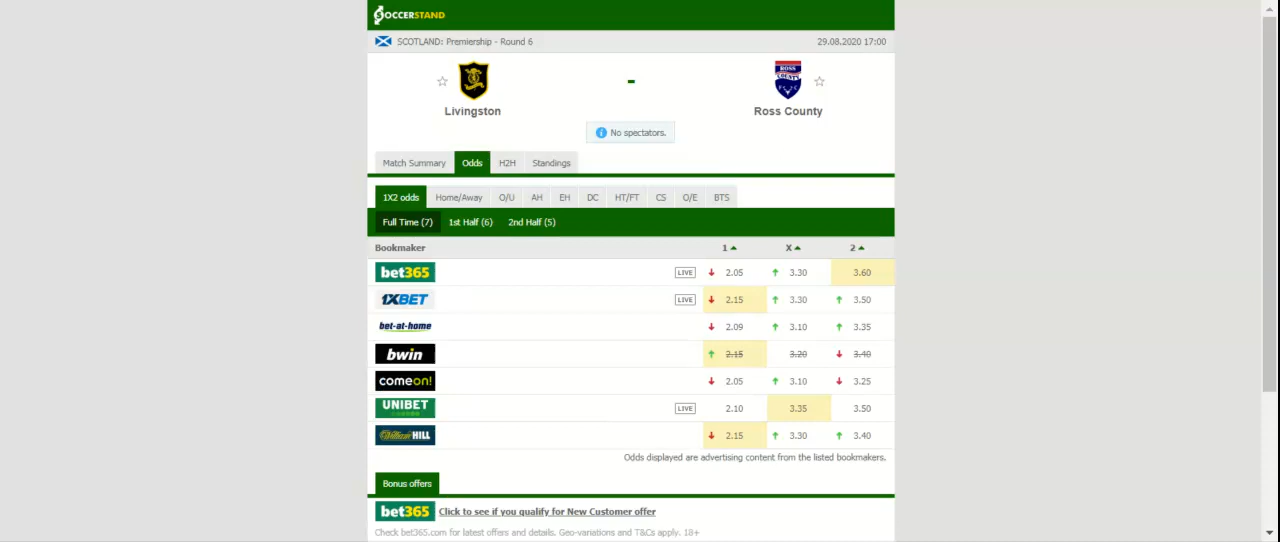 SOCCERSTAND
SCOTLAND: Premiership - Round 6 29.08.2020 17:00
-
ROSS COUNTY
Livingston Ross County
No spectators.
Match Summary Odds H2H Standings
1X2 odds Home/Away O/U AH EH DC HT/FT CS O/E BTS
Full Time (7) 1st Half (6) 2nd Half (5)
Bookmaker 1 X 2
bet365 LIVE 2.05 3.30 3.60
1XBET LIVE 2.15 3.30 3.50
bet-at-home 2.09 3.10 3.35
bwin 2.15 3.20 3.40
comeon! 2.05 3.10 3.25
UNIBET LIVE 2.10 3.35 3.50
William HILL 2.15 3.30 3.40
Odds displayed are advertising content from the listed bookmakers.
Bonus offers
bet365 Click to see if you qualify for New Customer offer
Check bet365.com for latest offers and details. Geo-variations and T&Cs apply. 18+